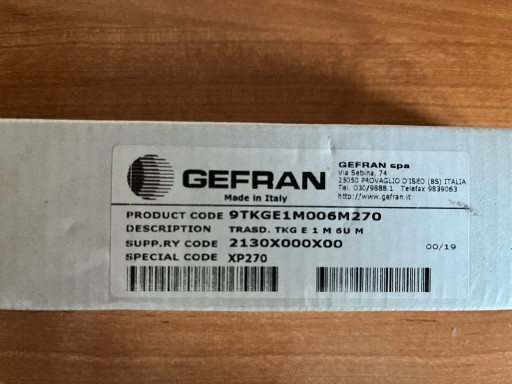 GEFRAN
Made in Italy
GEFRAN spa
Via Sebina, 74
25050 PROVAGLIO D'ISEO (BS) ITALIA
Tel. 030/9888.1 Telefax 9839063
http://www.gefran.it
PRODUCT CODE 9TKGE1M006M270
DESCRIPTION TRASD. TKG E 1 M 6U M
SUPP.RY CODE 2130X000X00 00/19
SPECIAL CODE XP270